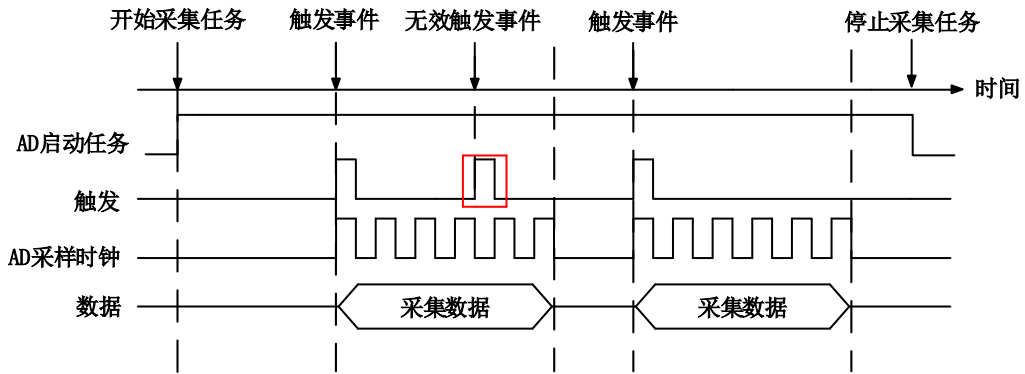 开始采集任务
触发事件
无效触发事件
触发事件
停止采集任务
时间
AD启动任务
触发
AD采样时钟
数据
采集数据
采集数据